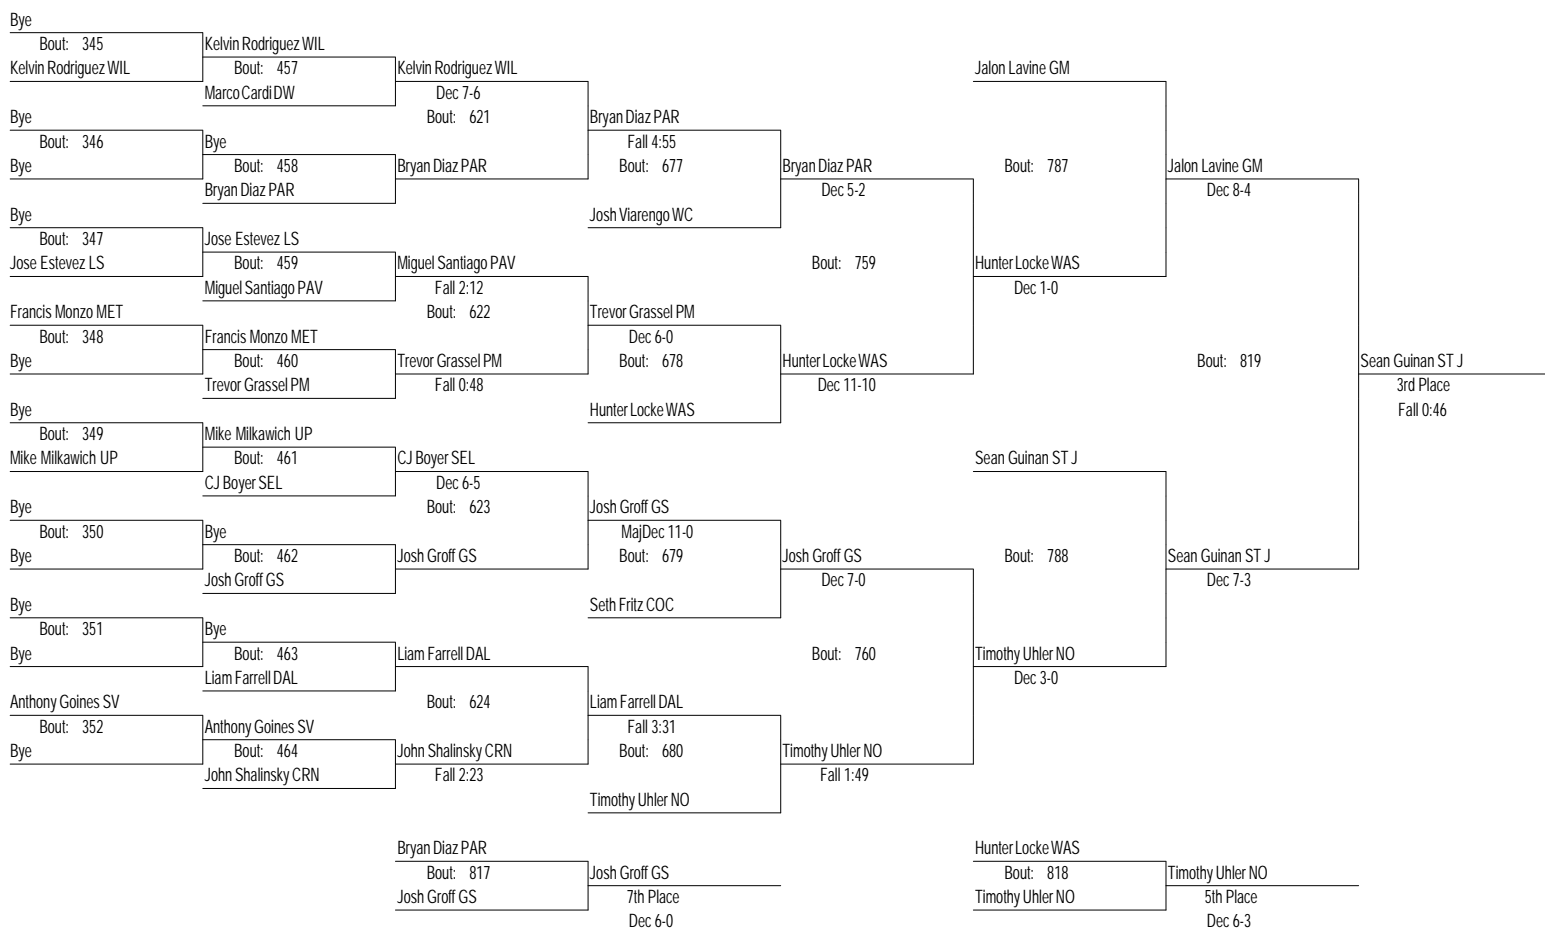 Bye
Bout: 345
Kelvin Rodriguez WIL
Bye
Bout: 346
Bye
Bye
Bout: 347
Jose Estevez LS
Francis Monzo MET
Bout: 348
Bye
Bye
Bout: 349
Mike Milkawich UP
Bye
Bout: 350
Bye
Bye
Bout: 351
Bye
Anthony Goines SV
Bout: 352
Bye
Kelvin Rodriguez WIL
Bout: 457
Marco Cardi DW
Bye
Bout: 458
Bryan Diaz PAR
Jose Estevez LS
Bout: 459
Miguel Santiago PAV
Francis Monzo MET
Bout: 460
Trevor Grassel PM
Mike Milkawich UP
Bout: 461
CJ Boyer SEL
Bye
Bout: 462
Josh Groff GS
Bye
Bout: 463
Liam Farrell DAL
Anthony Goines SV
Bout: 464
John Shalinsky CRN
Kelvin Rodriguez WIL
Dec 7-6
Bout: 621
Bryan Diaz PAR
Miguel Santiago PAV
Fall 2:12
Bout: 622
Trevor Grassel PM
Fall 0:48
CJ Boyer SEL
Dec 6-5
Bout: 623
Josh Groff GS
Liam Farrell DAL
Bout: 624
John Shalinsky CRN
Fall 2:23
Bryan Diaz PAR
Fall 4:55
Bout: 677
Josh Viarengo WC
Trevor Grassel PM
Dec 6-0
Bout: 678
Hunter Locke WAS
Josh Groff GS
MajDec 11-0
Bout: 679
Seth Fritz COC
Liam Farrell DAL
Fall 3:31
Bout: 680
Timothy Uhler NO
Bryan Diaz PAR
Dec 5-2
Bout: 759
Hunter Locke WAS
Dec 11-10
Josh Groff GS
Dec 7-0
Bout: 760
Timothy Uhler NO
Fall 1:49
Jalon Lavine GM
Bout: 787
Hunter Locke WAS
Dec 1-0
Sean Guinan ST J
Bout: 788
Timothy Uhler NO
Dec 3-0
Jalon Lavine GM
Dec 8-4
Bout: 819
Sean Guinan ST J
Dec 7-3
Sean Guinan ST J
3rd Place
Fall 0:46
Bryan Diaz PAR
Bout: 817
Josh Groff GS
Josh Groff GS
7th Place
Dec 6-0
Hunter Locke WAS
Bout: 818
Timothy Uhler NO
Timothy Uhler NO
5th Place
Dec 6-3